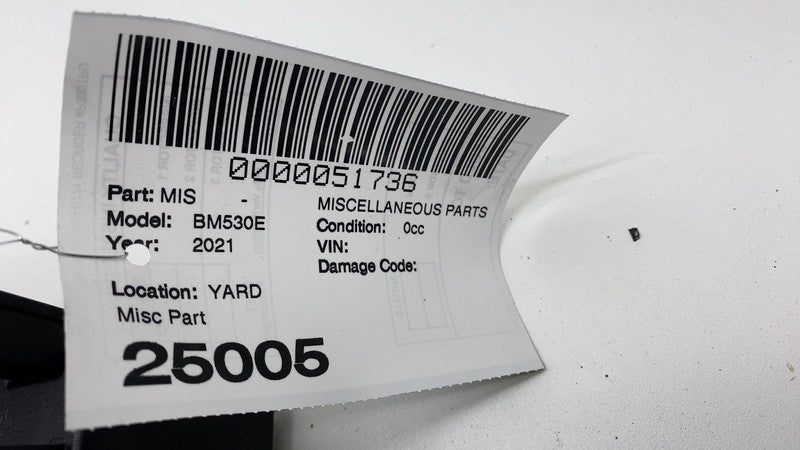 0000051736
Part: MIS - MISCELLANEOUS PARTS
Model: BM530E Condition: 0cc
Year: 2021 VIN:
Damage Code:
Location: YARD
Misc Part
25005